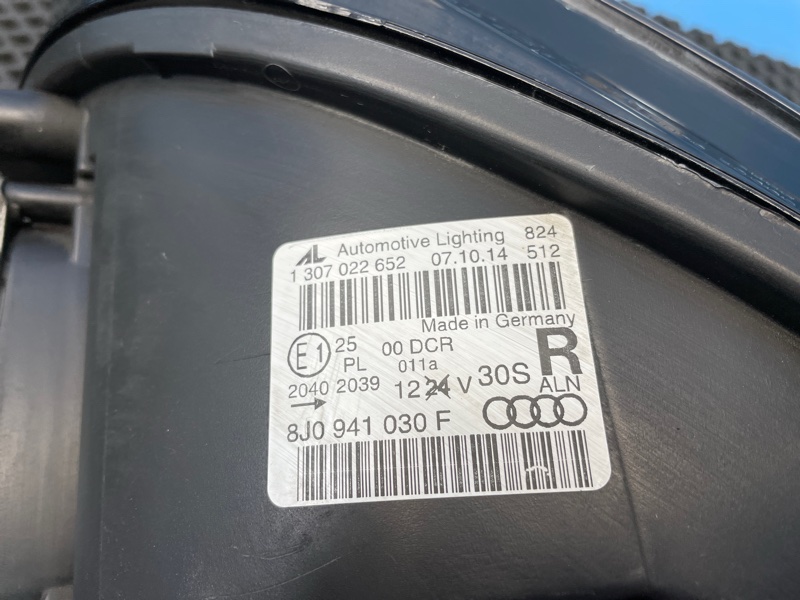 AL Automotive Lighting 824
1 307 022 652 07.10.14 512
Made in Germany
E1 25 00 DCR R
PL 011a
2040 2039 12 24 V 30S ALN
8J0 941 030 F